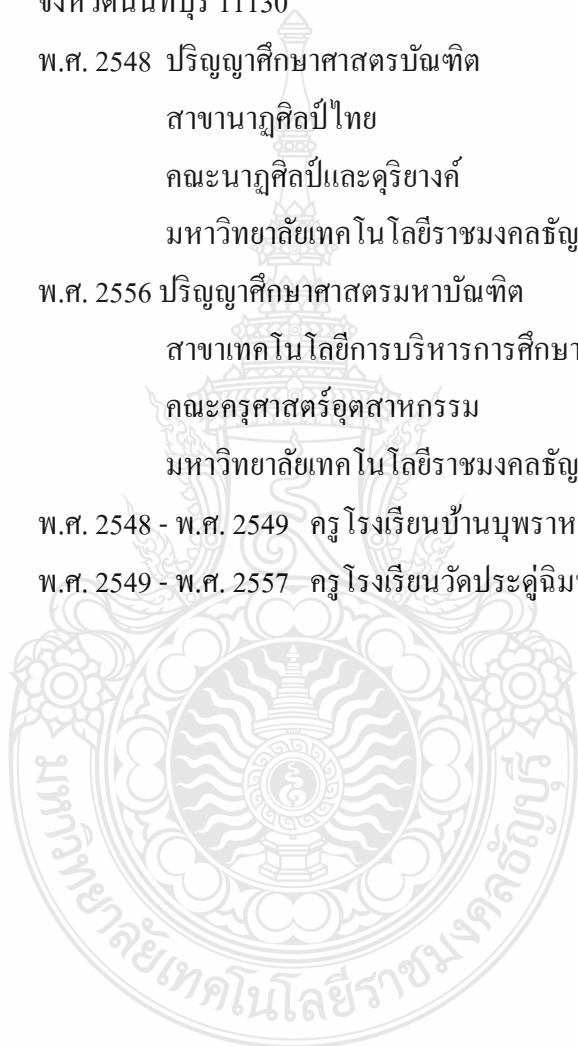 จังหวัดนนทบุรี 11130
พ.ศ. 2548 ปริญญาศึกษาศาสตรบัณฑิต
สาขานาฏศิลป์ไทย
คณะนาฏศิลป์และดุริยางค์
มหาวิทยาลัยเทคโนโลยีราชมงคลธัญ
พ.ศ. 2556 ปริญญาศึกษาศาสตรมหาบัณฑิต
สาขาเทคโนโลยีการบริหารการศึกษา
คณะครุศาสตร์อุตสาหกรรม
มหาวิทยาลัยเทคโนโลยีราชมงคลธัญ
พ.ศ. 2548 - พ.ศ. 2549 ครูโรงเรียนบ้านบุพราห
พ.ศ. 2549 - พ.ศ. 2557 ครูโรงเรียนวัดประดู่ฉิม
มหาวิทยาลัยเทคโนโลยีราชมงคลธัญบุรี